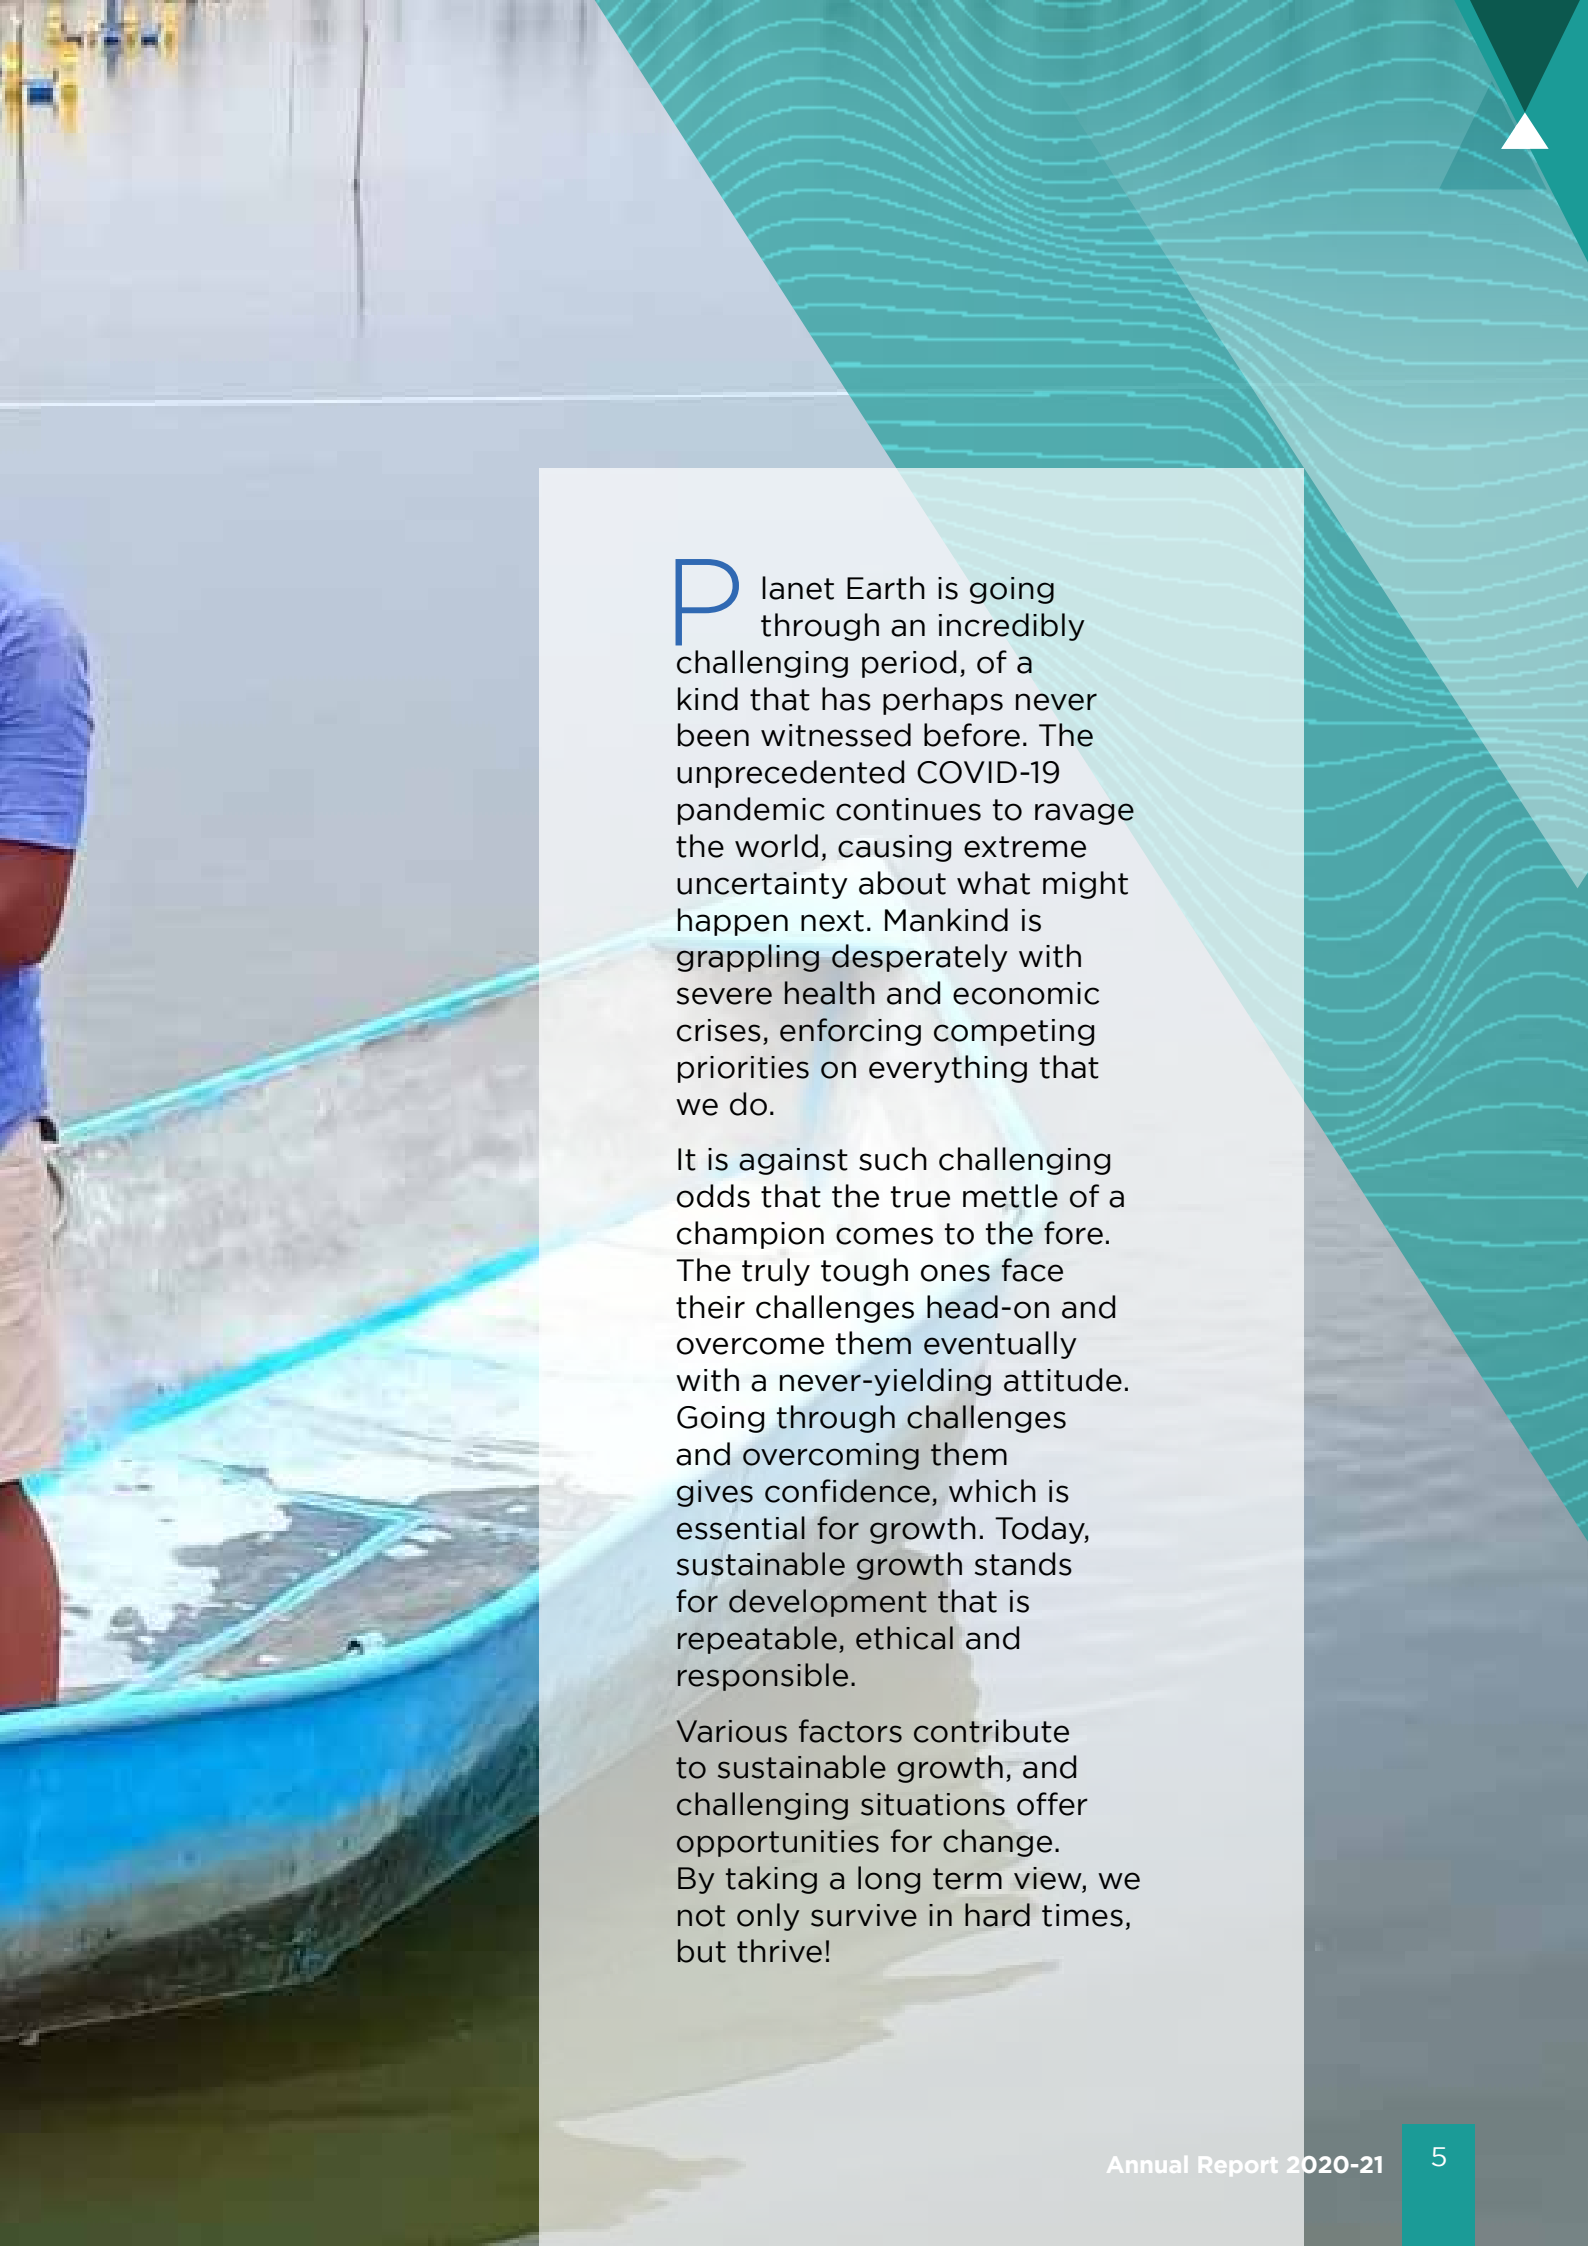 Planet Earth is going
through an incredibly
challenging period, of a
kind that has perhaps never
been witnessed before. The
unprecedented COVID-19
pandemic continues to ravage
the world, causing extreme
uncertainty about what might
happen next. Mankind is
grappling desperately with
severe health and economic
crises, enforcing competing
priorities on everything that
we do.
It is against such challenging
odds that the true mettle of a
champion comes to the fore.
The truly tough ones face
their challenges head-on and
overcome them eventually
with a never-yielding attitude.
Going through challenges
and overcoming them
gives confidence, which is
essential for growth. Today,
sustainable growth stands
for development that is
repeatable, ethical and
responsible.
Various factors contribute
to sustainable growth, and
challenging situations offer
opportunities for change.
By taking a long term view, we
not only survive in hard times,
but thrive!
Annual Report 2020-21 5